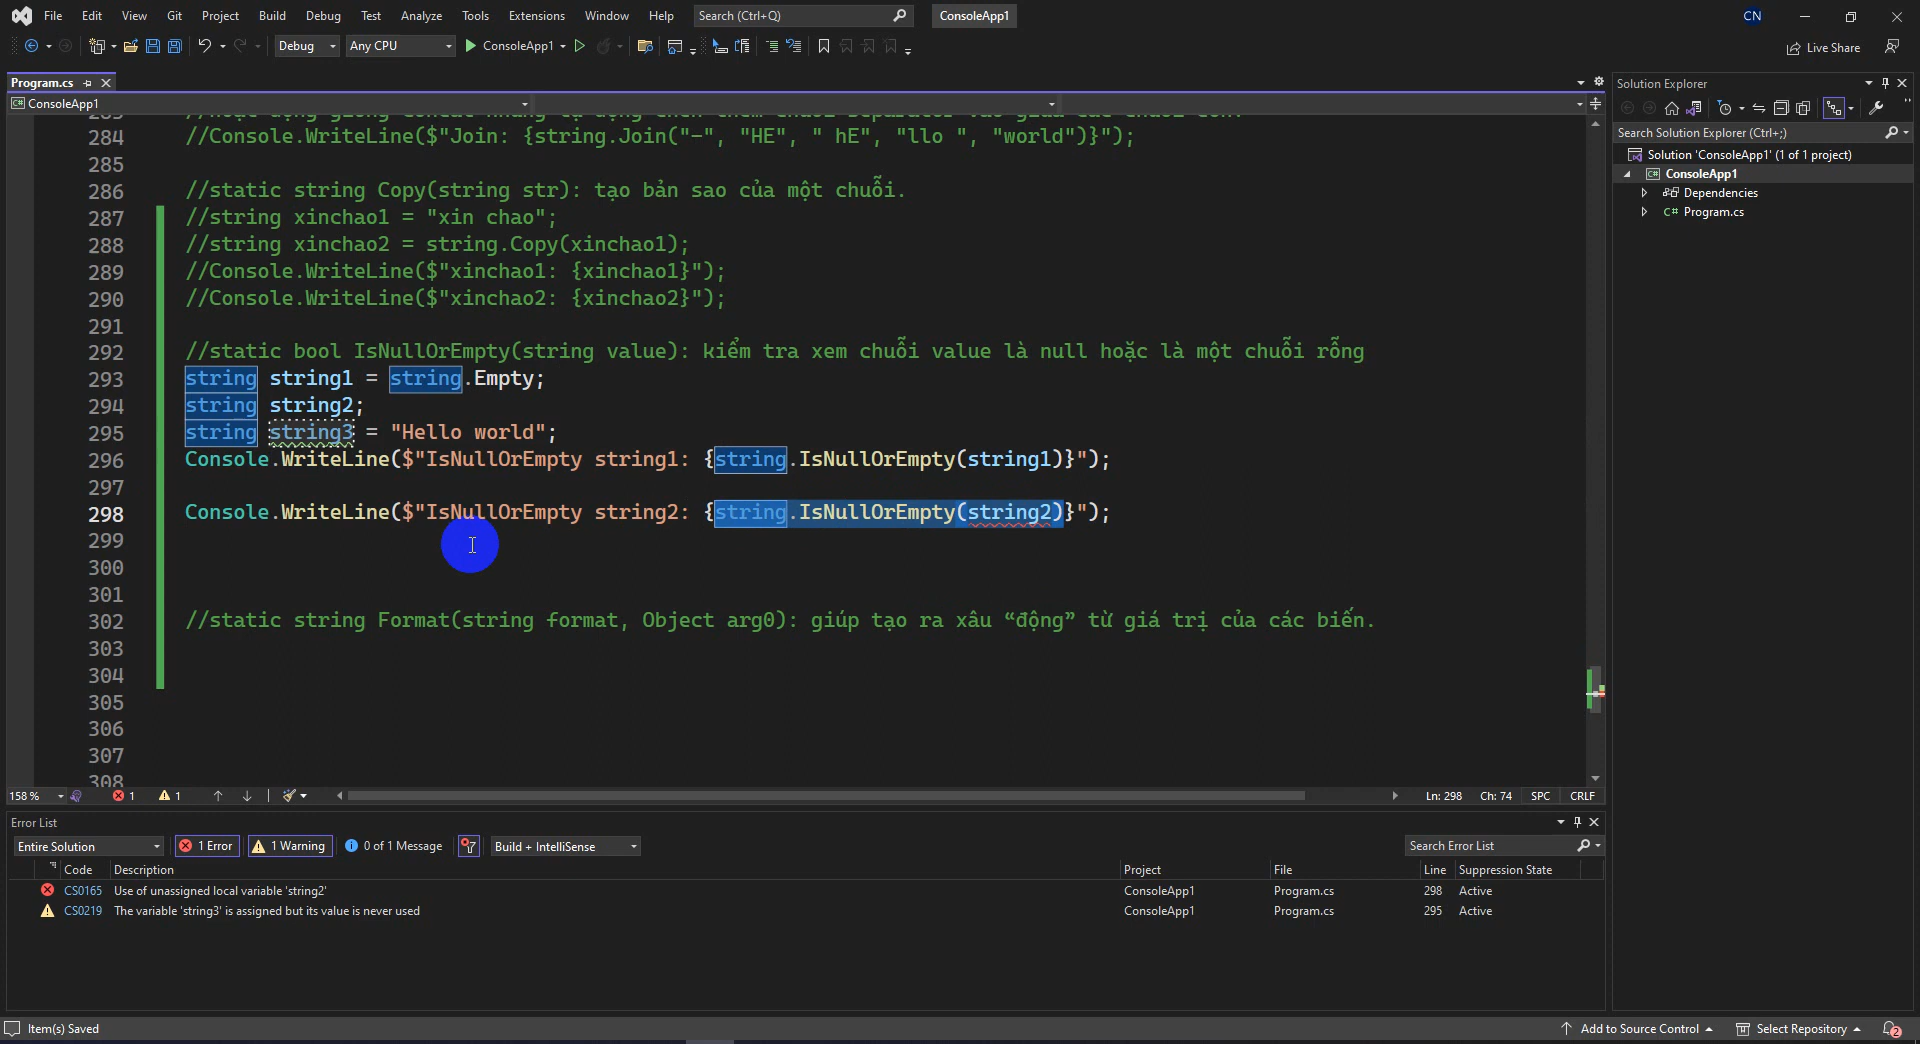 File Edit View Git Project Build Debug Test Analyze Tools Extensions Window Help Search (Ctrl+Q) ConsoleApp1 CN
Debug Any CPU ConsoleApp1 Live Share
Program.cs
ConsoleApp1
284 //Console.WriteLine($"Join: {string.Join("-", "HE", " hE", "llo ", "world")}");
285
286 //static string Copy(string str): tạo bản sao của một chuỗi.
287 //string xinchao1 = "xin chao";
288 //string xinchao2 = string.Copy(xinchao1);
289 //Console.WriteLine($"xinchao1: {xinchao1}");
290 //Console.WriteLine($"xinchao2: {xinchao2}");
291
292 //static bool IsNullOrEmpty(string value): kiểm tra xem chuỗi value là null hoặc là một chuỗi rỗng
293 string string1 = string.Empty;
294 string string2;
295 string string3 = "Hello world";
296 Console.WriteLine($"IsNullOrEmpty string1: {string.IsNullOrEmpty(string1)}");
297
298 Console.WriteLine($"IsNullOrEmpty string2: {string.IsNullOrEmpty(string2)}");
299
300
301
302 //static string Format(string format, Object arg0): giúp tạo ra xâu “động” từ giá trị của các biến.
303
304
305
306
307
308
158 % 1 1 Ln: 298 Ch: 74 SPC CRLF
Solution Explorer
Search Solution Explorer (Ctrl+;)
Solution 'ConsoleApp1' (1 of 1 project)
C# ConsoleApp1
Dependencies
C# Program.cs
Error List
Entire Solution 1 Error 1 Warning 0 of 1 Message Build + IntelliSense Search Error List
Code Description Project File Line Suppression State
CS0165 Use of unassigned local variable 'string2' ConsoleApp1 Program.cs 298 Active
CS0219 The variable 'string3' is assigned but its value is never used ConsoleApp1 Program.cs 295 Active
Item(s) Saved Add to Source Control Select Repository 2